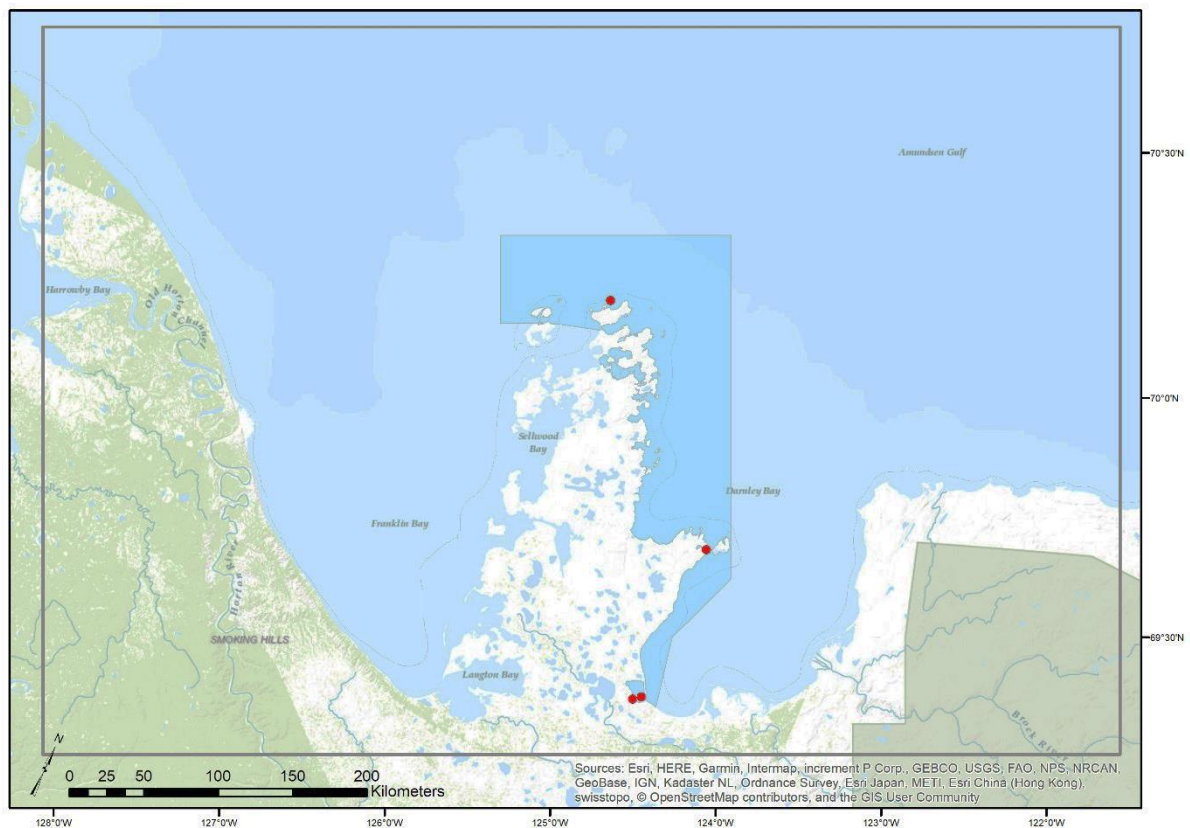 Amundsen Gulf
70°30'N
Harrowby Bay
Old Horton Channel
70°0'N
Sellwood
Bay
Darnley Bay
Franklin Bay
Horton River
SMOKING HILLS
69°30'N
Langton Bay
Brock River
N
0 25 50 100 150 200
Kilometers
Sources: Esri, HERE, Garmin, Intermap, increment P Corp., GEBCO, USGS, FAO, NPS, NRCAN,
GeoBase, IGN, Kadaster NL, Ordnance Survey, Esri Japan, METI, Esri China (Hong Kong),
swisstopo, © OpenStreetMap contributors, and the GIS User Community
128°0'W 127°0'W 126°0'W 125°0'W 124°0'W 123°0'W 122°0'W